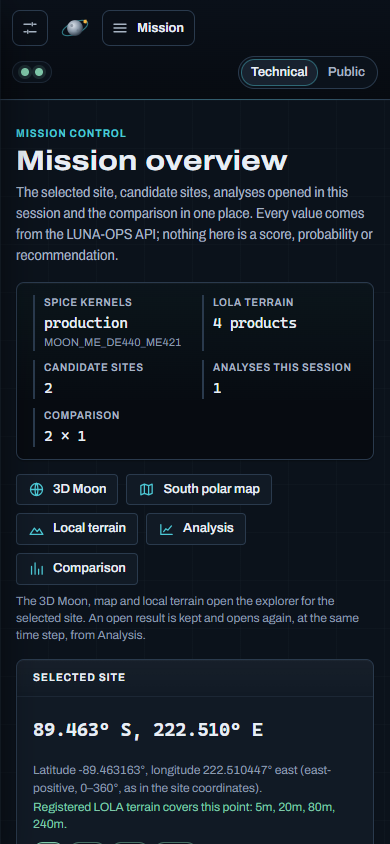 Mission
Technical
Public
MISSION CONTROL
Mission overview
The selected site, candidate sites, analyses opened in this
session and the comparison in one place. Every value comes
from the LUNA-OPS API; nothing here is a score, probability or
recommendation.
SPICE KERNELS
production
MOON_ME_DE440_ME421
LOLA TERRAIN
4 products
CANDIDATE SITES
2
ANALYSES THIS SESSION
1
COMPARISON
2 × 1
3D Moon
South polar map
Local terrain
Analysis
Comparison
The 3D Moon, map and local terrain open the explorer for the
selected site. An open result is kept and opens again, at the same
time step, from Analysis.
SELECTED SITE
89.463° S, 222.510° E
Latitude -89.463163°, longitude 222.510447° east (east-
positive, 0–360°, as in the site coordinates).
Registered LOLA terrain covers this point: 5m, 20m, 80m,
240m.